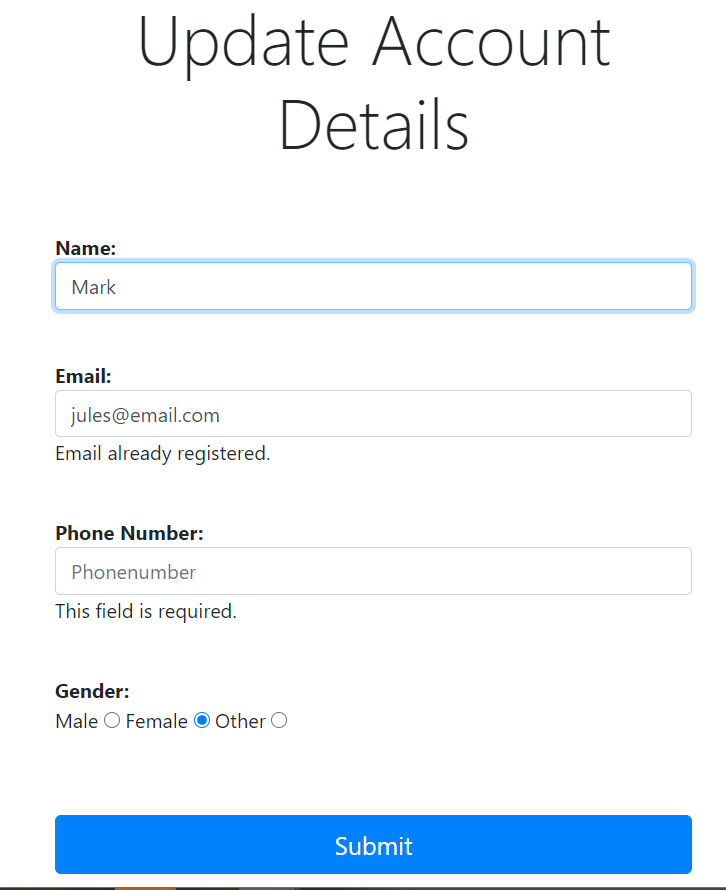 Update Account
Details
Name:
Mark
Email:
jules@email.com
Email already registered.
Phone Number:
Phonenumber
This field is required.
Gender:
Male Female Other
Submit